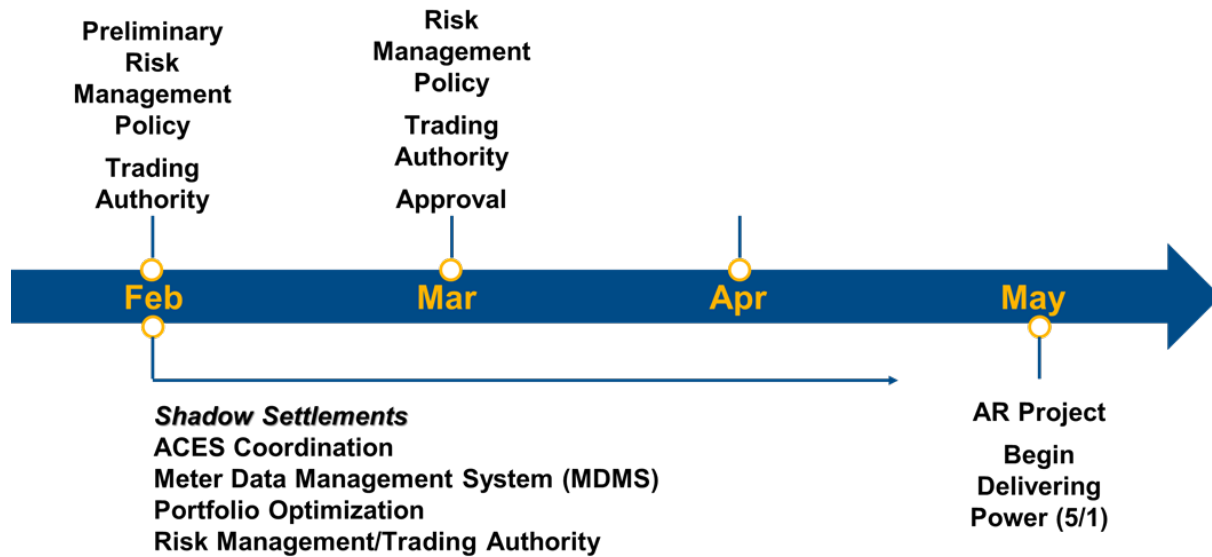 Preliminary
Risk
Management
Policy
Trading
Authority
Risk
Management
Policy
Trading
Authority
Approval
Feb
Mar
Apr
May
Shadow Settlements
ACES Coordination
Meter Data Management System (MDMS)
Portfolio Optimization
Risk Management/Trading Authority
AR Project
Begin
Delivering
Power (5/1)